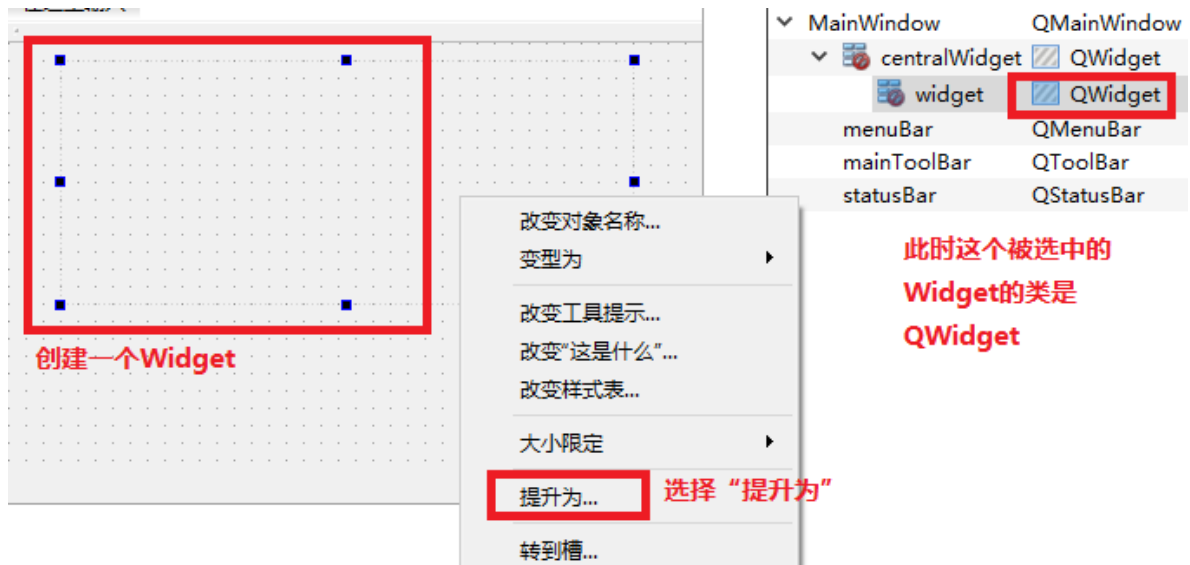 MainWindow QMainWindow
centralWidget QWidget
widget QWidget
menuBar QMenuBar
mainToolBar QToolBar
statusBar QStatusBar
此时这个被选中的
Widget的类是
QWidget
创建一个Widget
改变对象名称...
变型为
改变工具提示...
改变“这是什么”...
改变样式表...
大小限定
提升为...
选择“提升为”
转到槽...